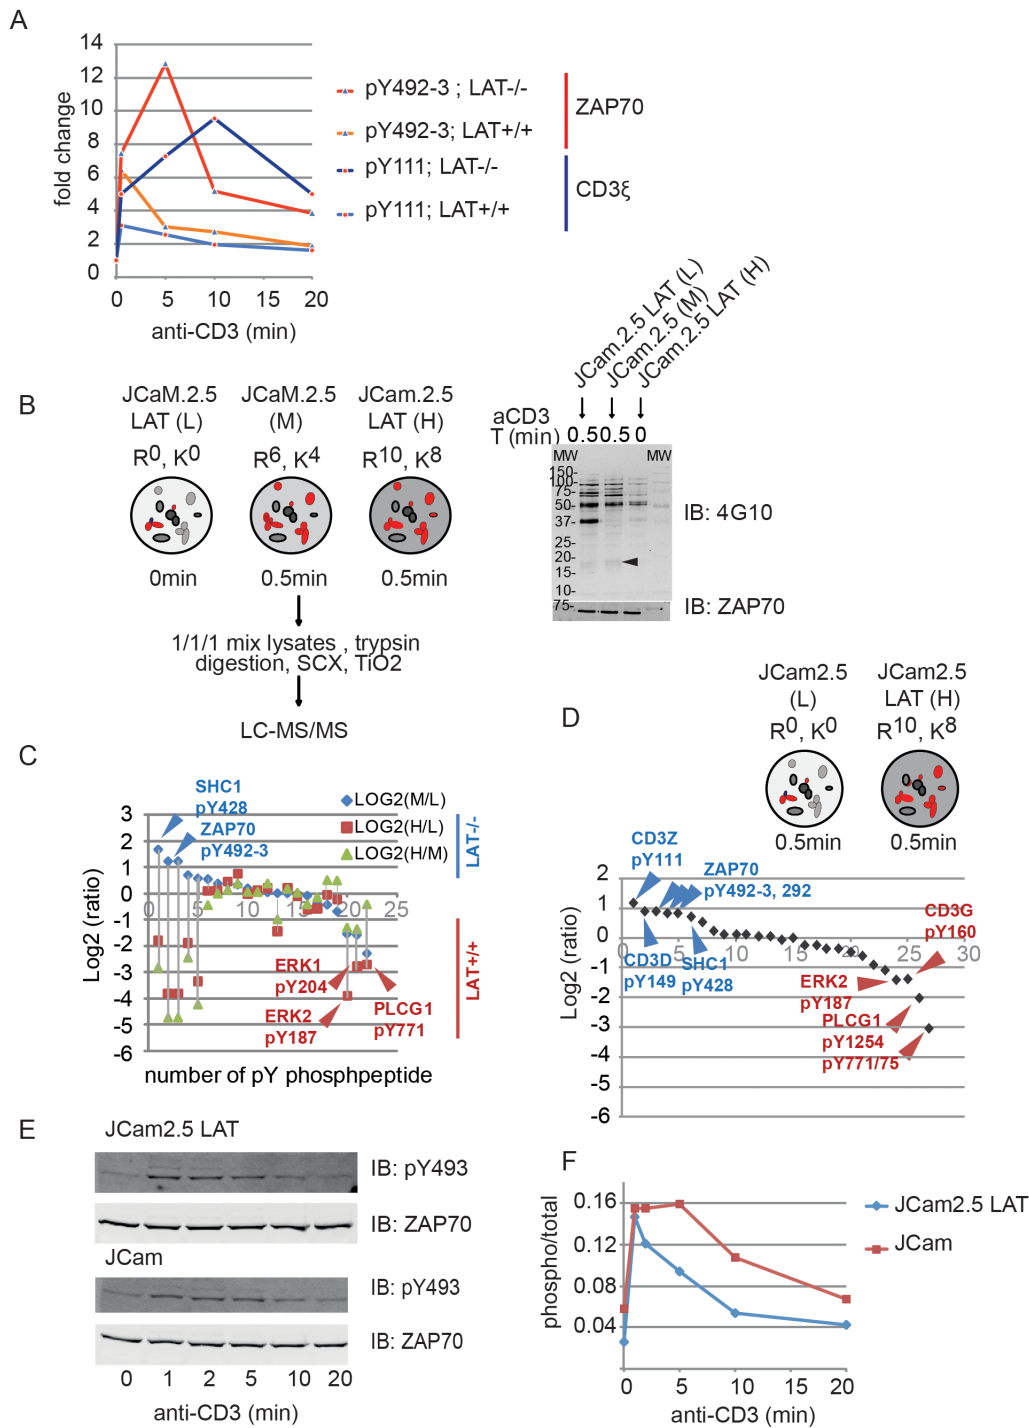 A
14
12
10
8
6
4
2
0
fold change
0 5 10 15 20
anti-CD3 (min)
pY492-3 ; LAT-/-
pY492-3; LAT+/+
pY111; LAT-/-
pY111; LAT+/+
ZAP70
CD3ξ
B
JCaM.2.5
LAT (L)
R0, K0
0min
JCaM.2.5
(M)
R6, K4
0.5min
JCam.2.5
LAT (H)
R10, K8
0.5min
1/1/1 mix lysates , trypsin
digestion, SCX, TiO2
LC-MS/MS
JCam.2.5 LAT (L)
JCam.2.5 (M)
JCam.2.5 LAT (H)
aCD3
T (min) 0.5 0.5 0
MW MW
150-
100-
75-
50-
37-
25-
20-
15-
10-
75-
IB: 4G10
IB: ZAP70
C
3
2
1
0
-1
-2
-3
-4
-5
-6
Log2 (ratio)
0 5 10 15 20 25
number of pY phosphpeptide
SHC1
pY428
ZAP70
pY492-3
LOG2(M/L)
LOG2(H/L)
LOG2(H/M)
LAT-/-
LAT+/+
ERK1
pY204
ERK2
pY187
PLCG1
pY771
D
JCam2.5
(L)
R0, K0
0.5min
JCam2.5
LAT (H)
R10, K8
0.5min
2
1
0
-1
-2
-3
-4
-5
-6
Log2 (ratio)
0 5 10 15 20 25 30
CD3Z
pY111
ZAP70
pY492-3, 292
CD3D
pY149
SHC1
pY428
CD3G
pY160
ERK2
pY187
PLCG1
pY1254
pY771/75
E
JCam2.5 LAT
IB: pY493
IB: ZAP70
JCam
IB: pY493
IB: ZAP70
0 1 2 5 10 20
anti-CD3 (min)
F
0.16
0.12
0.08
0.04
phospho/total
0 5 10 15 20
anti-CD3 (min)
JCam2.5 LAT
JCam